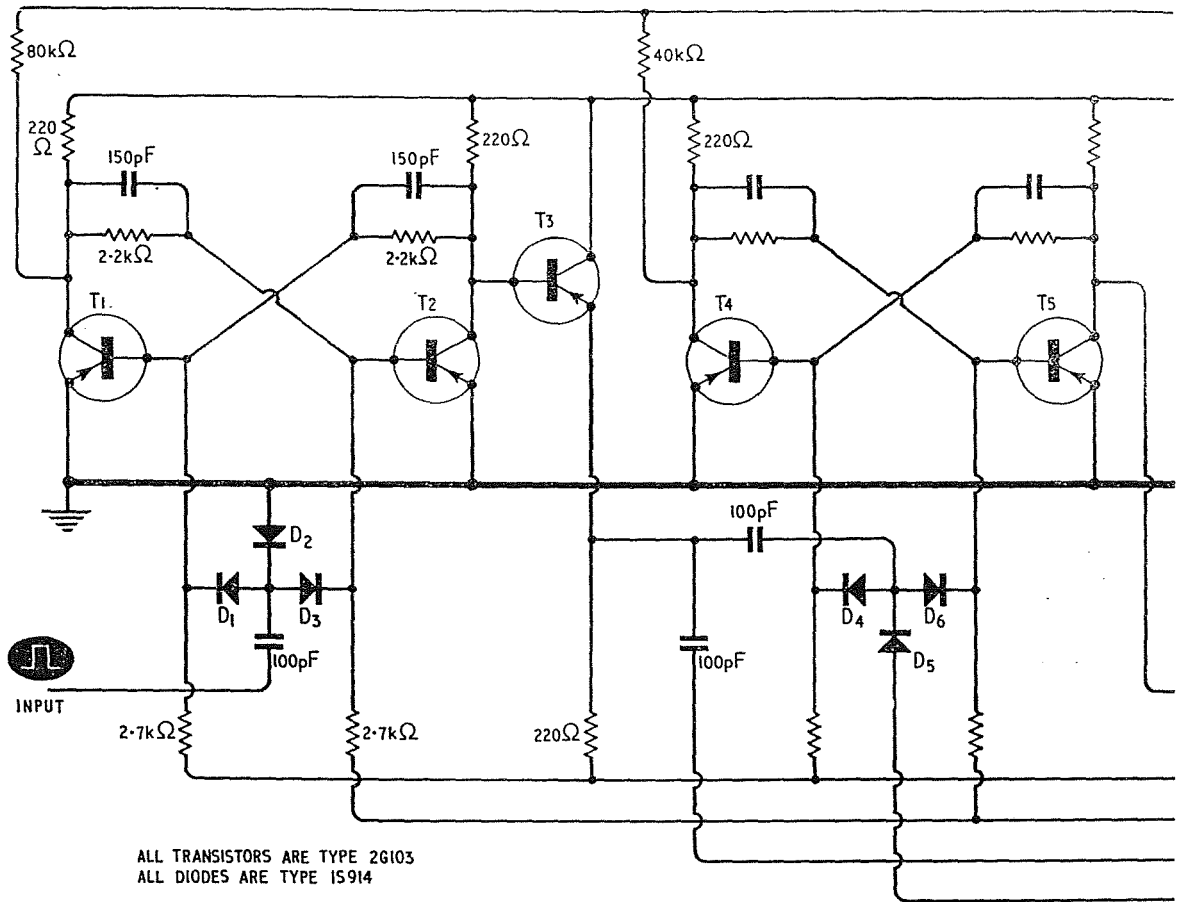 80kΩ
40kΩ
220
Ω
150pF
150pF
220Ω
220Ω
T3
2·2kΩ
2·2kΩ
T1
T2
T4
T5
D2
100pF
D1
D3
D4
D6
100pF
100pF
D5
INPUT
2·7kΩ
2·7kΩ
220Ω
ALL TRANSISTORS ARE TYPE 2G103
ALL DIODES ARE TYPE 1S914